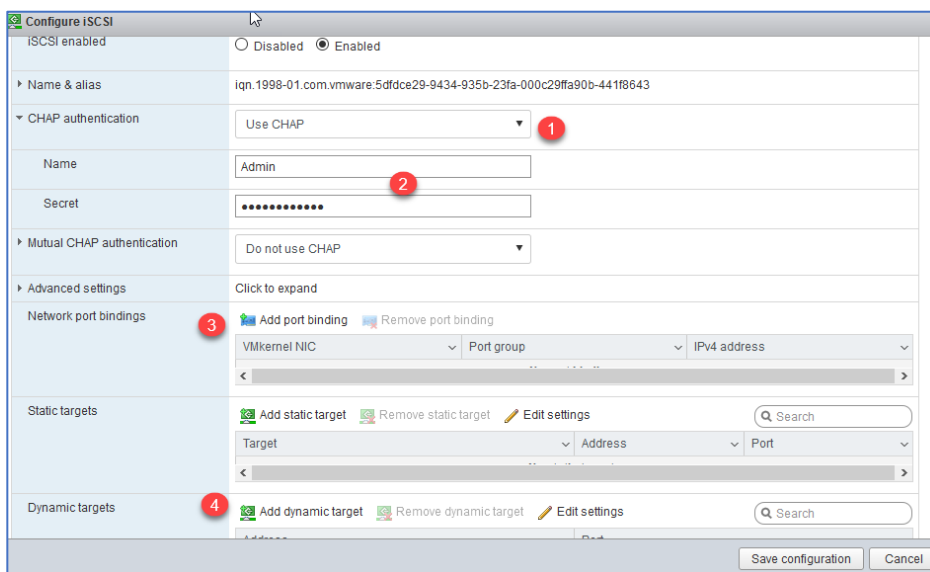 Configure iSCSI
iSCSI enabled Disabled Enabled
Name & alias iqn.1998-01.com.vmware:5dfdce29-9434-935b-23fa-000c29ffa90b-441f8643
CHAP authentication Use CHAP 1
Name Admin
2
Secret
Mutual CHAP authentication Do not use CHAP
Advanced settings Click to expand
Network port bindings 3 Add port binding Remove port binding
VMkernel NIC Port group IPv4 address
Static targets Add static target Remove static target Edit settings Search
Target Address Port
Dynamic targets 4 Add dynamic target Remove dynamic target Edit settings Search
Address Port
Save configuration Cancel